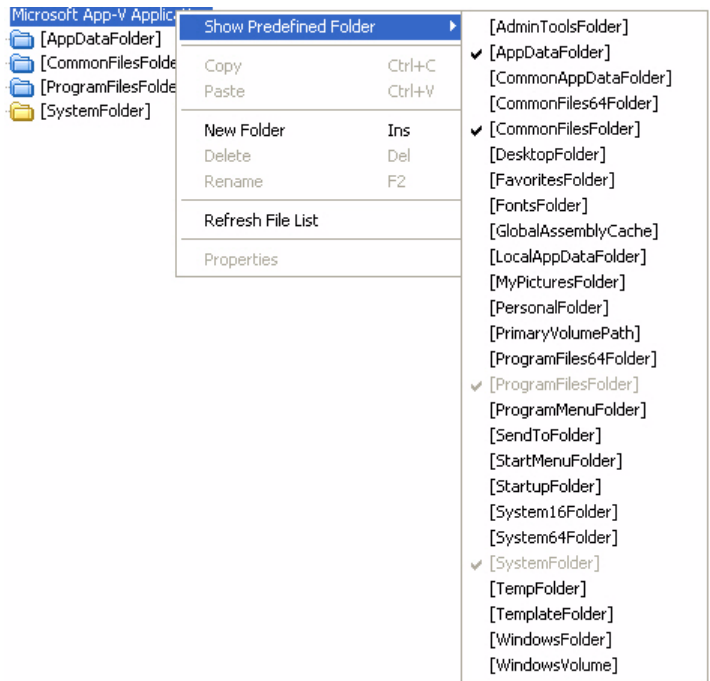 Microsoft App-V Applica
[AppDataFolder]
[CommonFilesFolde
[ProgramFilesFolde
[SystemFolder]
Show Predefined Folder
Copy Ctrl+C
Paste Ctrl+V
New Folder Ins
Delete Del
Rename F2
Refresh File List
Properties
[AdminToolsFolder]
[AppDataFolder]
[CommonAppDataFolder]
[CommonFiles64Folder]
[CommonFilesFolder]
[DesktopFolder]
[FavoritesFolder]
[FontsFolder]
[GlobalAssemblyCache]
[LocalAppDataFolder]
[MyPicturesFolder]
[PersonalFolder]
[PrimaryVolumePath]
[ProgramFiles64Folder]
[ProgramFilesFolder]
[ProgramMenuFolder]
[SendToFolder]
[StartMenuFolder]
[StartupFolder]
[System16Folder]
[System64Folder]
[SystemFolder]
[TempFolder]
[TemplateFolder]
[WindowsFolder]
[WindowsVolume]